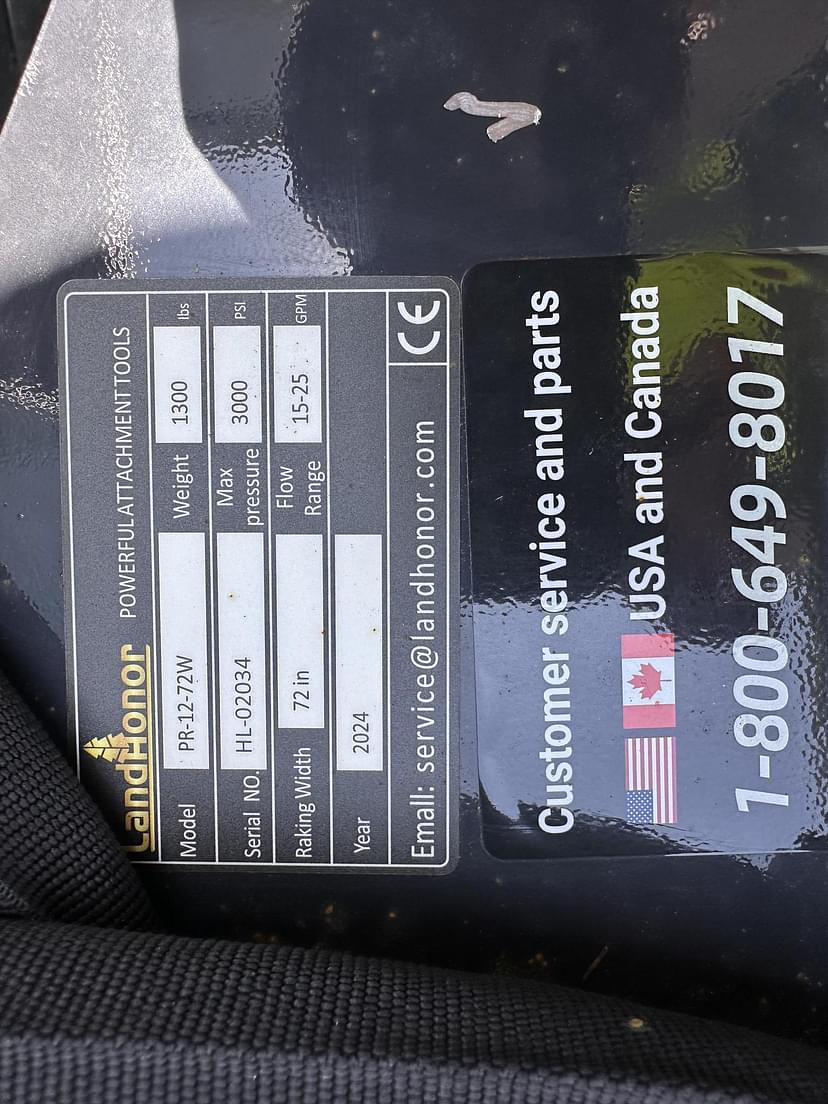 LandHonor POWERFUL ATTACHMENT TOOLS
Model PR-12-72W Weight 1300 lbs
Serial NO. HL-02034 Max pressure 3000 PSI
Raking Width 72 in Flow Range 15-25 GPM
Year 2024
Emall: service@landhonor.com CE
Customer service and parts
USA and Canada
1-800-649-8017